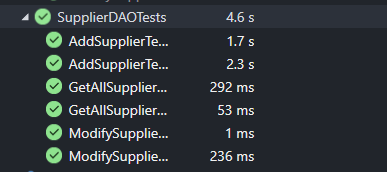 SupplierDAOTests 4.6 s
AddSupplierTe... 1.7 s
AddSupplierTe... 2.3 s
GetAllSupplier... 292 ms
GetAllSupplier... 53 ms
ModifySupplie... 1 ms
ModifySupplie... 236 ms